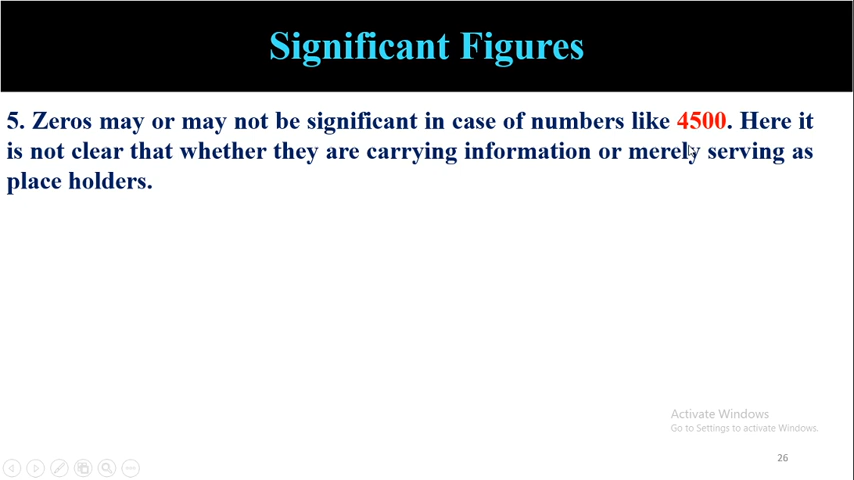 Significant Figures
5. Zeros may or may not be significant in case of numbers like 4500. Here it
is not clear that whether they are carrying information or merely serving as
place holders.
Activate Windows
Go to Settings to activate Windows.
26